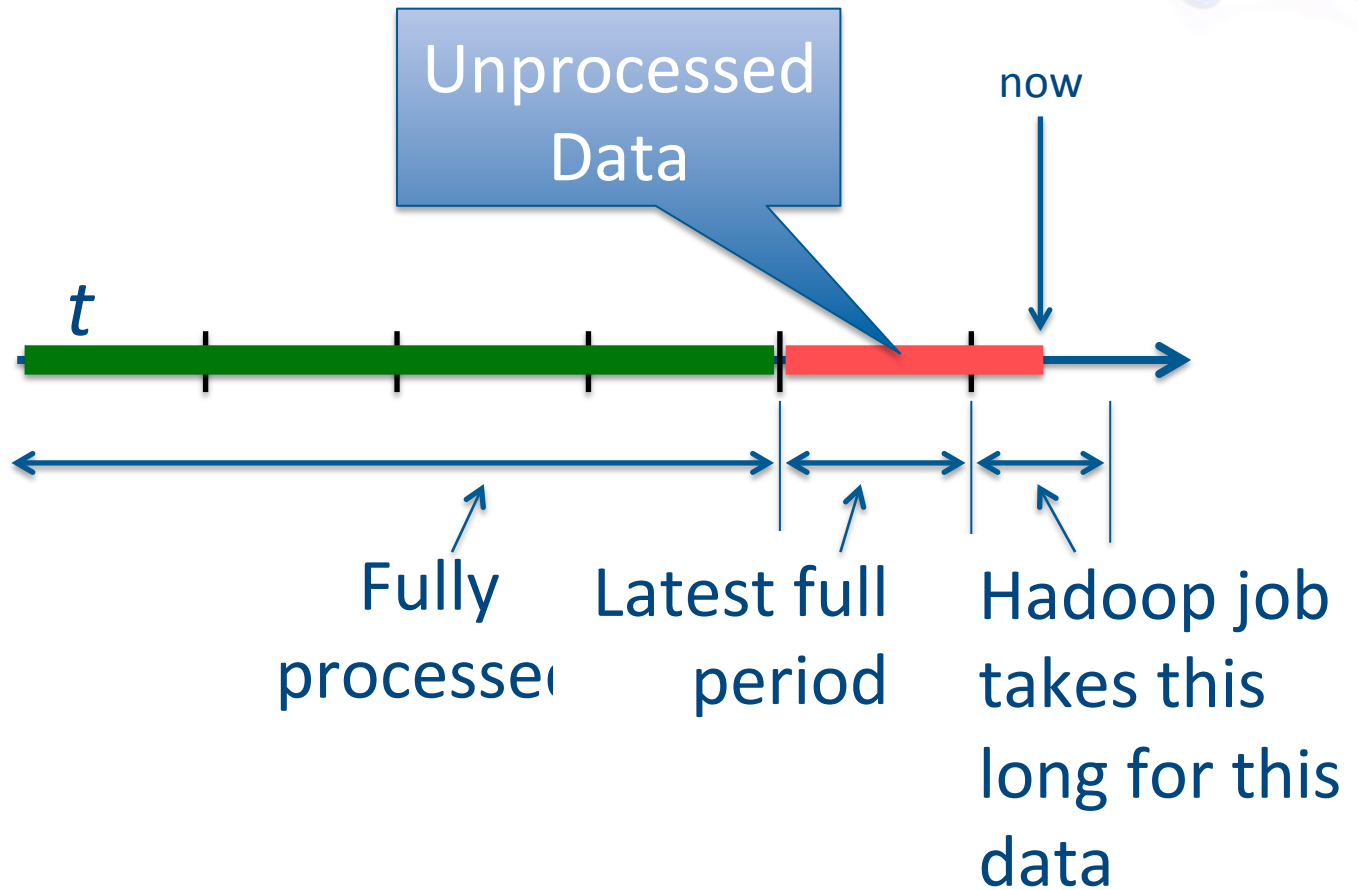 Unprocessed
Data
now
t
Fully
processe
Latest full
period
Hadoop job
takes this
long for this
data